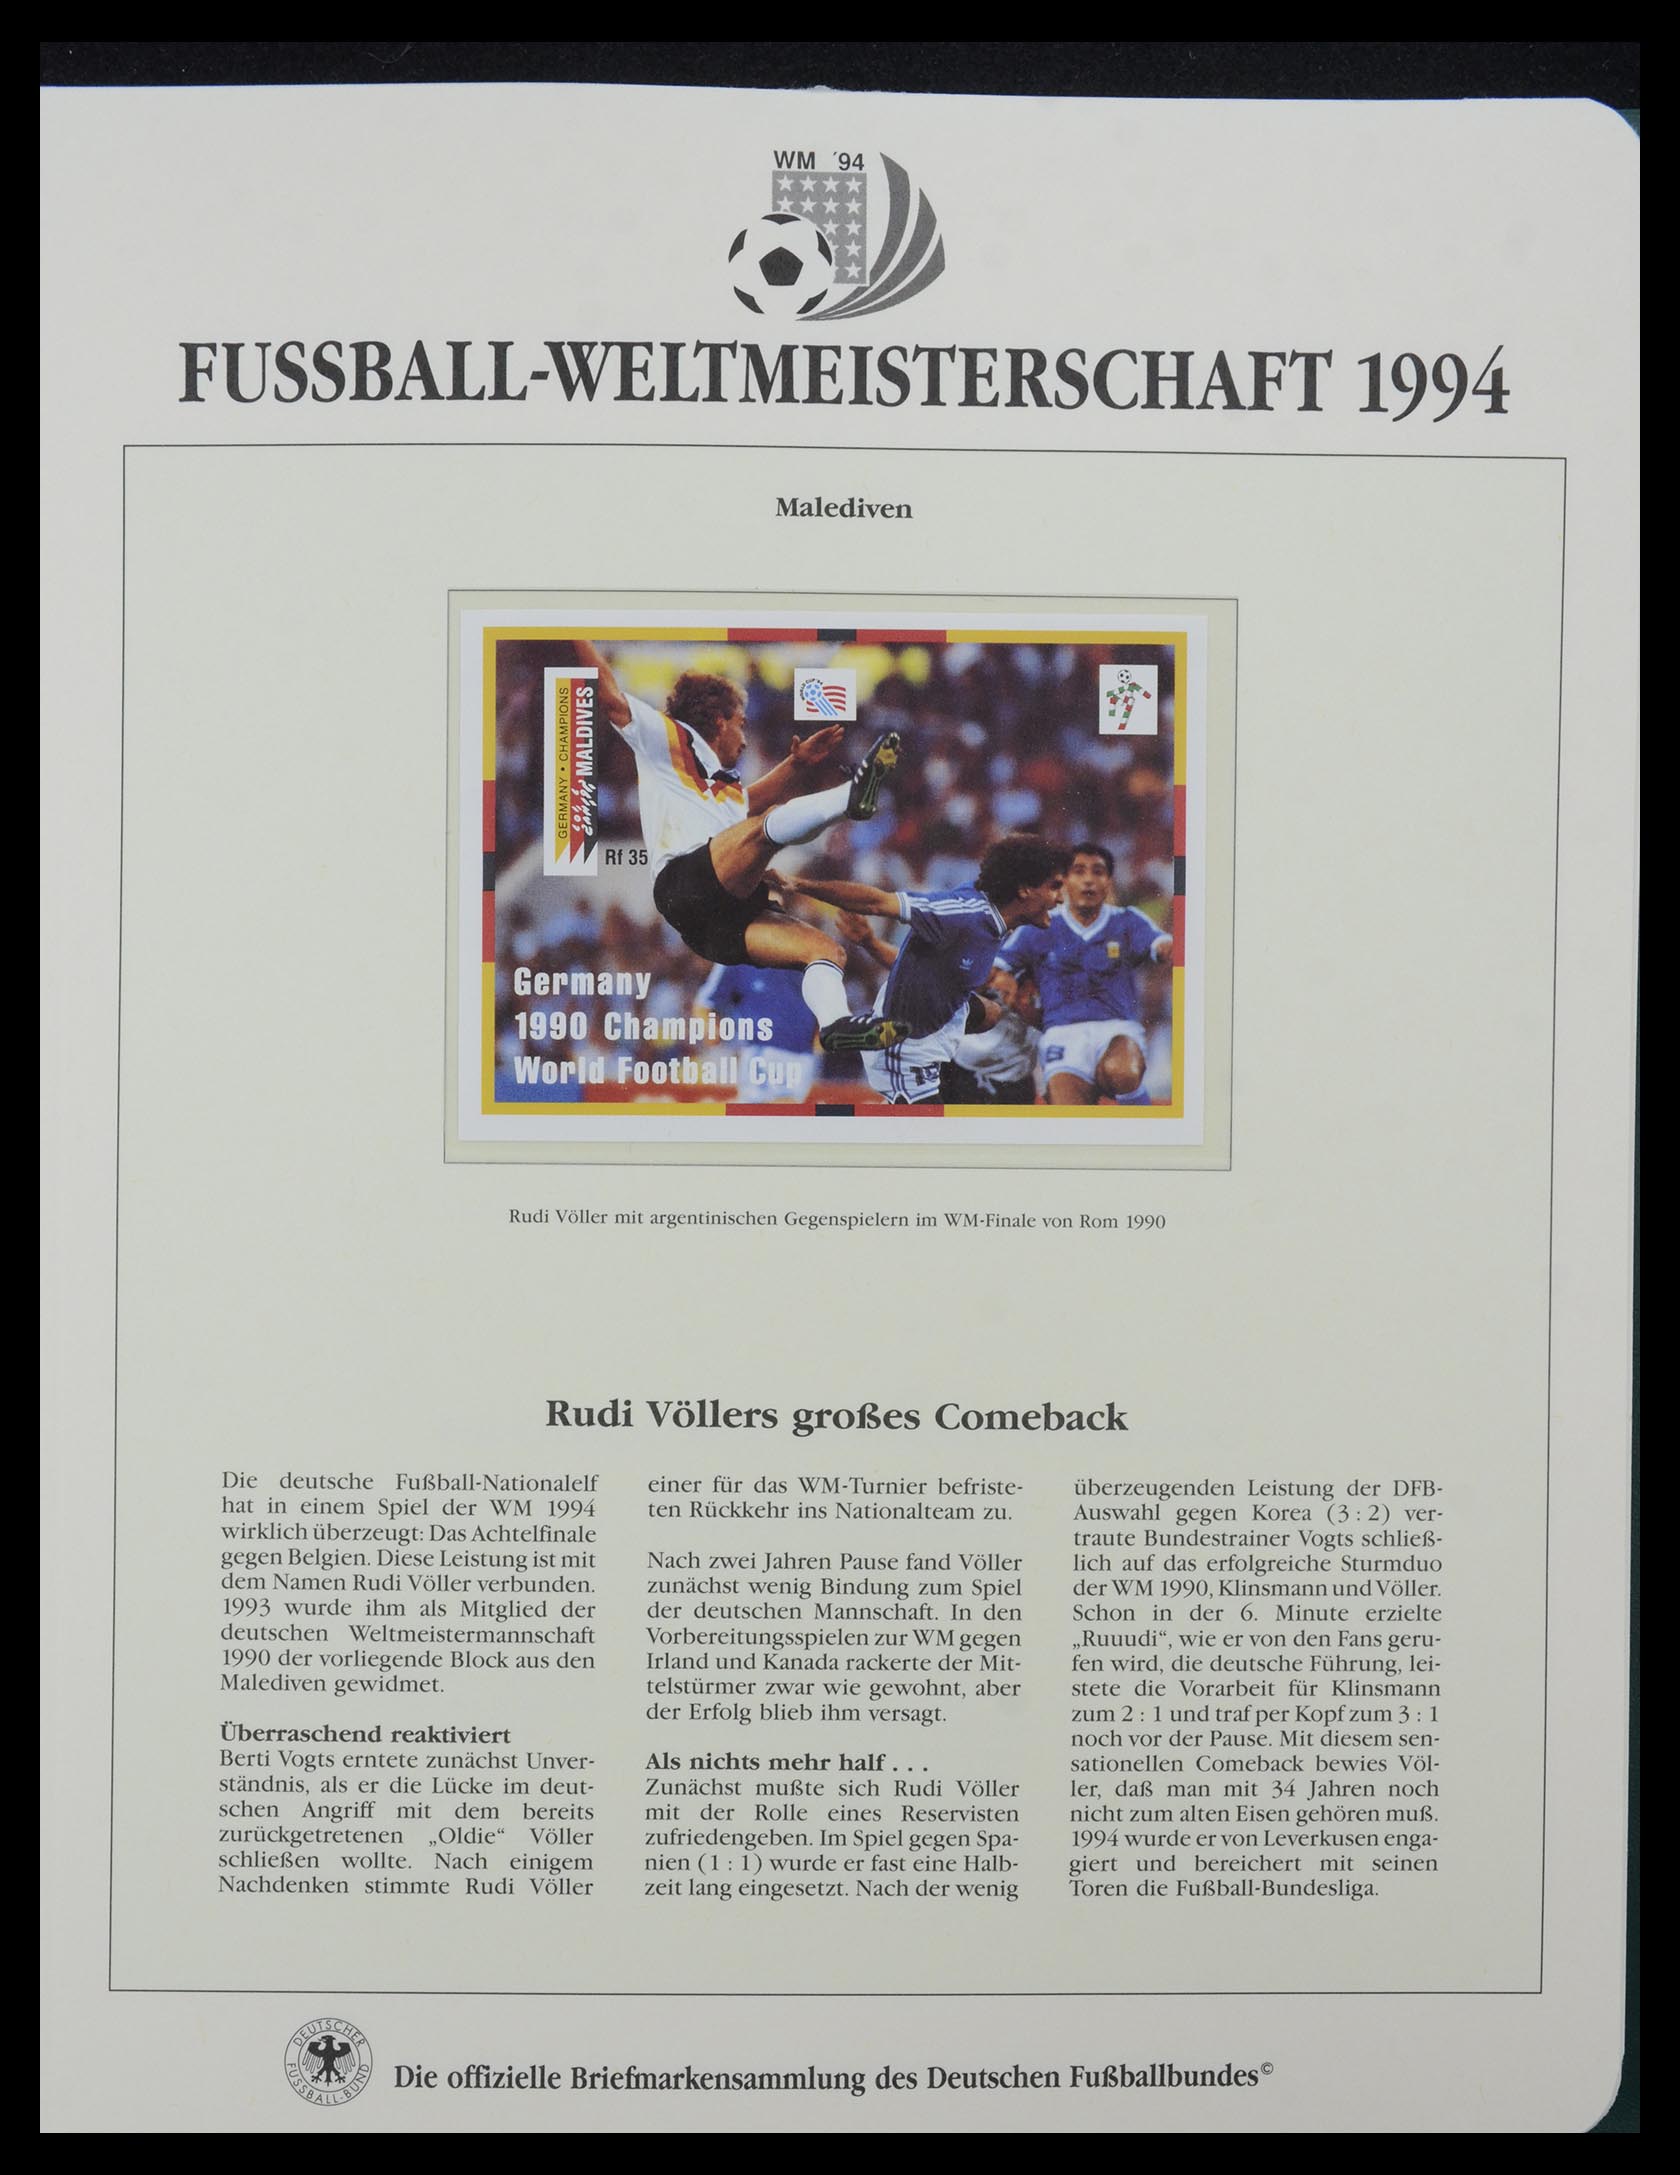 WM ´94
FUSSBALL-WELTMEISTERSCHAFT 1994
Malediven
GERMANY • CHAMPIONS
MALDIVES
Rf 35
WORLD CUP '94
Germany
1990 Champions
World Football Cup
Rudi Völler mit argentinischen Gegenspielern im WM-Finale von Rom 1990
Rudi Völlers großes Comeback
Die deutsche Fußball-Nationalelf
hat in einem Spiel der WM 1994
wirklich überzeugt: Das Achtelfinale
gegen Belgien. Diese Leistung ist mit
dem Namen Rudi Völler verbunden.
1993 wurde ihm als Mitglied der
deutschen Weltmeistermannschaft
1990 der vorliegende Block aus den
Malediven gewidmet.
Überraschend reaktiviert
Berti Vogts erntete zunächst Unver-
ständnis, als er die Lücke im deut-
schen Angriff mit dem bereits
zurückgetretenen „Oldie“ Völler
schließen wollte. Nach einigem
Nachdenken stimmte Rudi Völler
einer für das WM-Turnier befriste-
ten Rückkehr ins Nationalteam zu.
Nach zwei Jahren Pause fand Völler
zunächst wenig Bindung zum Spiel
der deutschen Mannschaft. In den
Vorbereitungsspielen zur WM gegen
Irland und Kanada rackerte der Mit-
telstürmer zwar wie gewohnt, aber
der Erfolg blieb ihm versagt.
Als nichts mehr half . . .
Zunächst mußte sich Rudi Völler
mit der Rolle eines Reservisten
zufriedengeben. Im Spiel gegen Spa-
nien (1 : 1) wurde er fast eine Halb-
zeit lang eingesetzt. Nach der wenig
überzeugenden Leistung der DFB-
Auswahl gegen Korea (3 : 2) ver-
traute Bundestrainer Vogts schließ-
lich auf das erfolgreiche Sturmduo
der WM 1990, Klinsmann und Völler.
Schon in der 6. Minute erzielte
„Ruuudi“, wie er von den Fans geru-
fen wird, die deutsche Führung, lei-
stete die Vorarbeit für Klinsmann
zum 2 : 1 und traf per Kopf zum 3 : 1
noch vor der Pause. Mit diesem sen-
sationellen Comeback bewies Völ-
ler, daß man mit 34 Jahren noch
nicht zum alten Eisen gehören muß.
1994 wurde er von Leverkusen enga-
giert und bereichert mit seinen
Toren die Fußball-Bundesliga.
DEUTSCHER FUSSBALL-BUND
Die offizielle Briefmarkensammlung des Deutschen Fußballbundes©